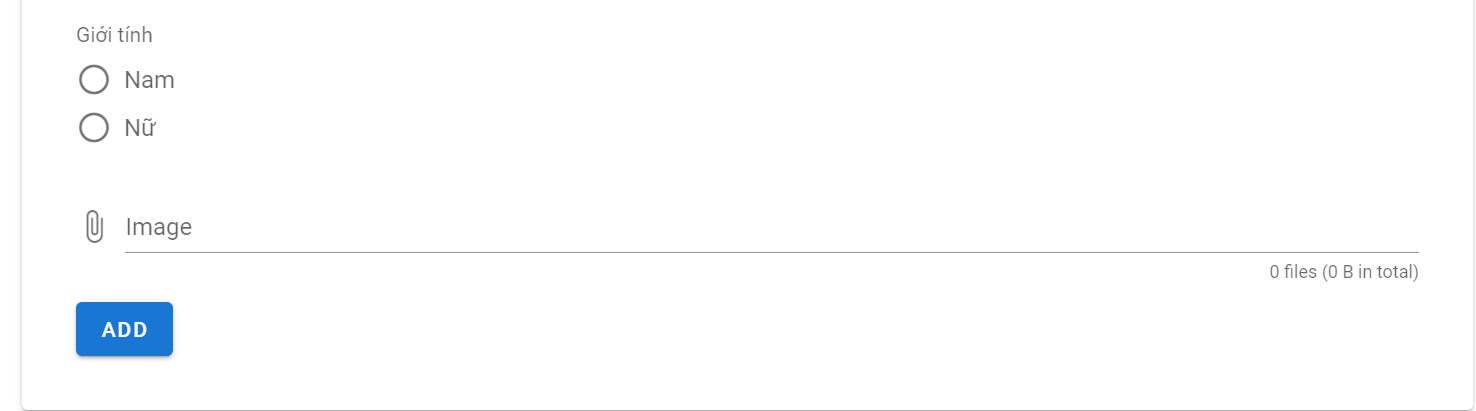 Giới tính
Nam
Nữ
Image
0 files (0 B in total)
ADD